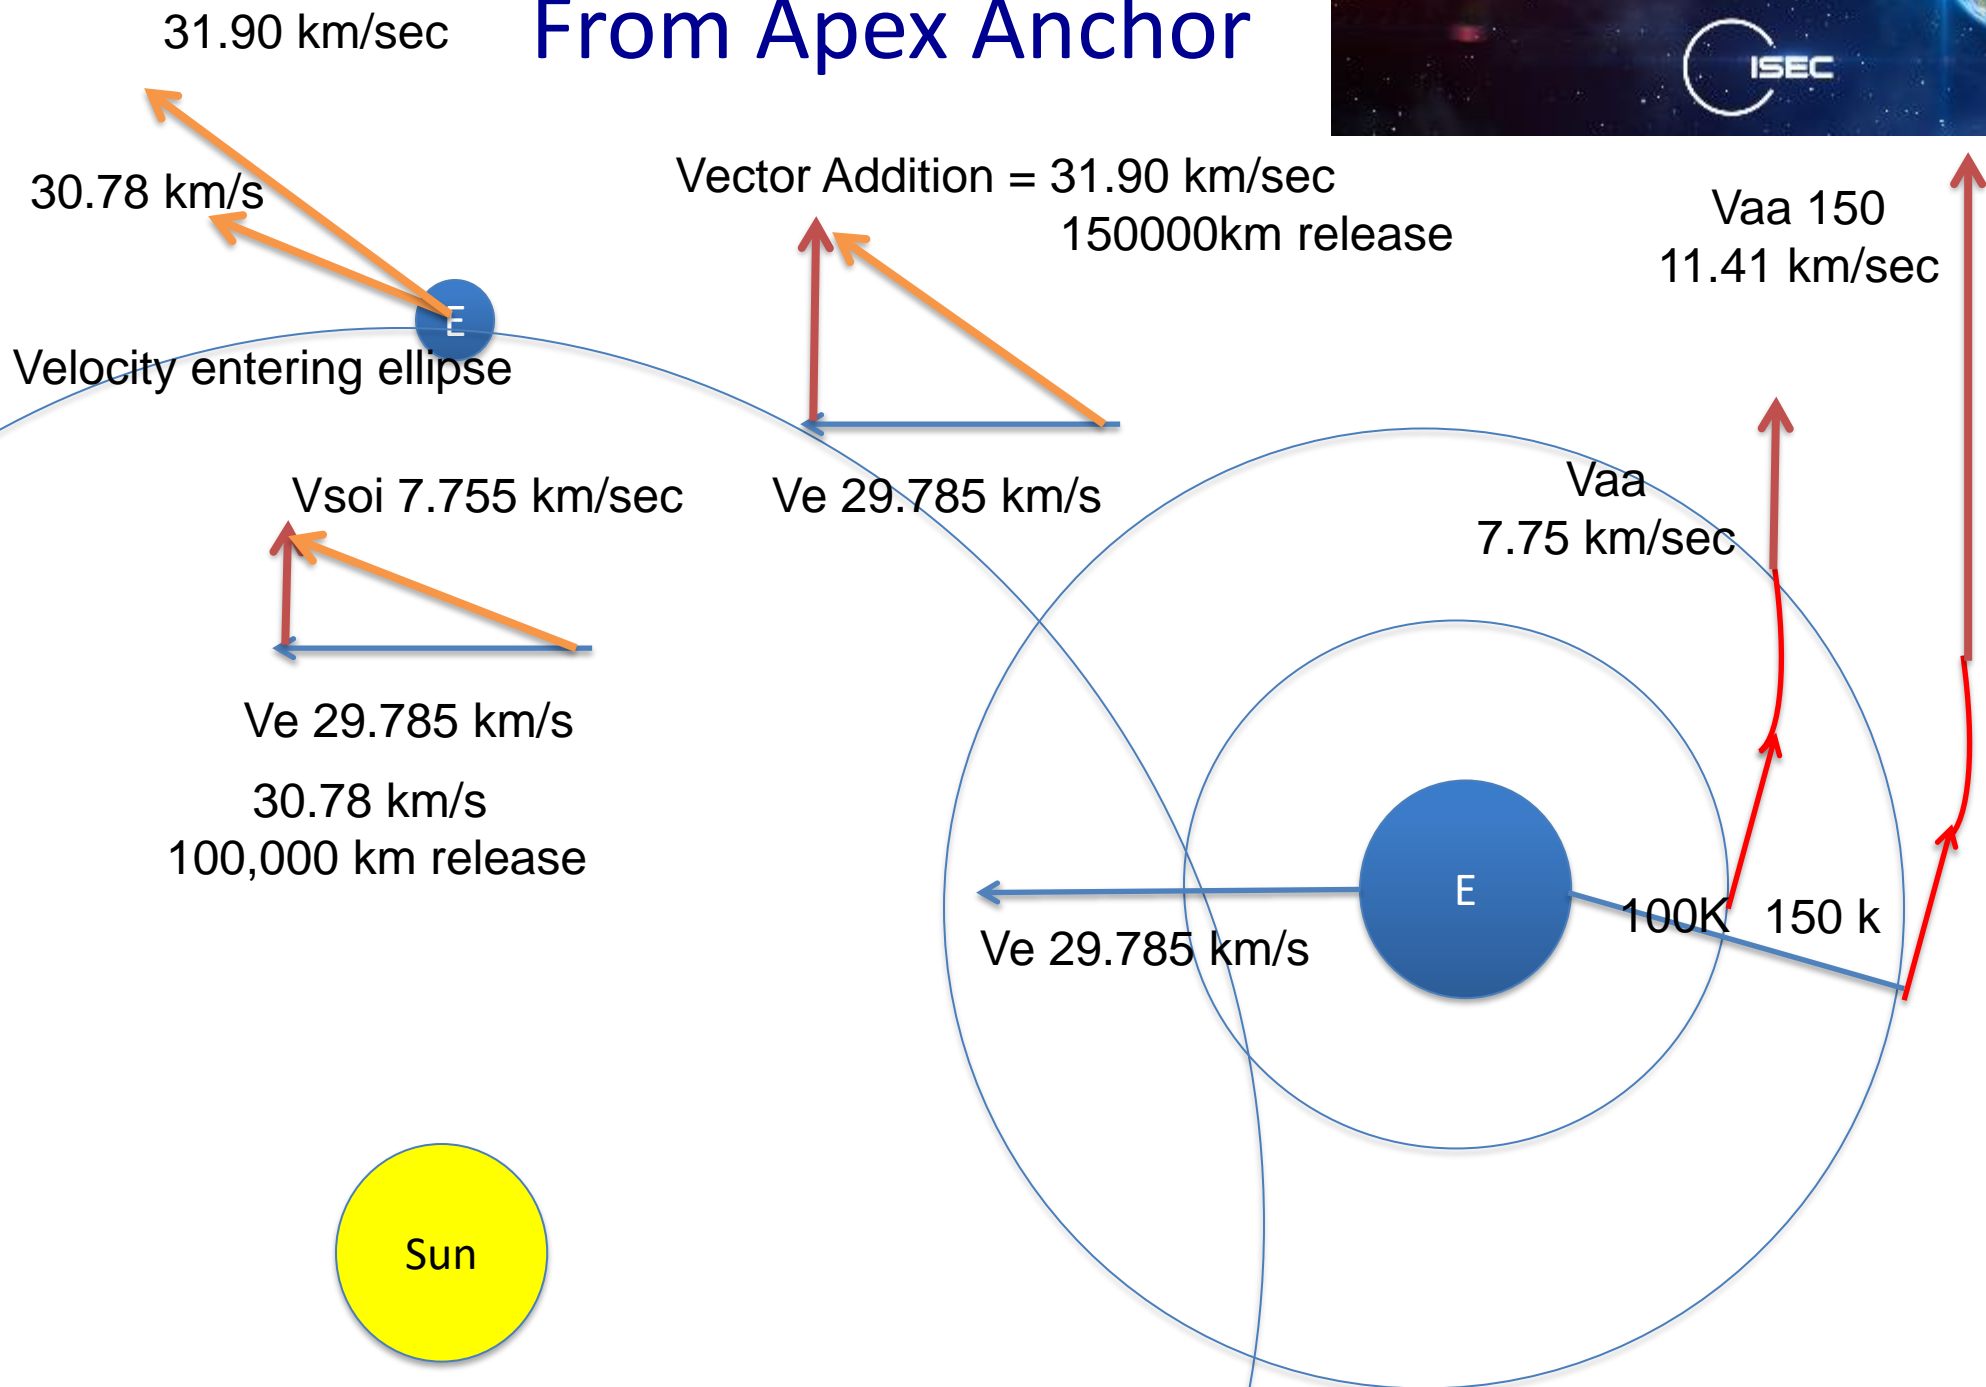 From Apex Anchor
ISEC
31.90 km/sec
30.78 km/s
E
Velocity entering ellipse
Vector Addition = 31.90 km/sec
150000km release
Vaa 150
11.41 km/sec
Vsoi 7.755 km/sec
Ve 29.785 km/s
Vaa
7.75 km/sec
Ve 29.785 km/s
30.78 km/s
100,000 km release
E
100K
150 k
Ve 29.785 km/s
Sun